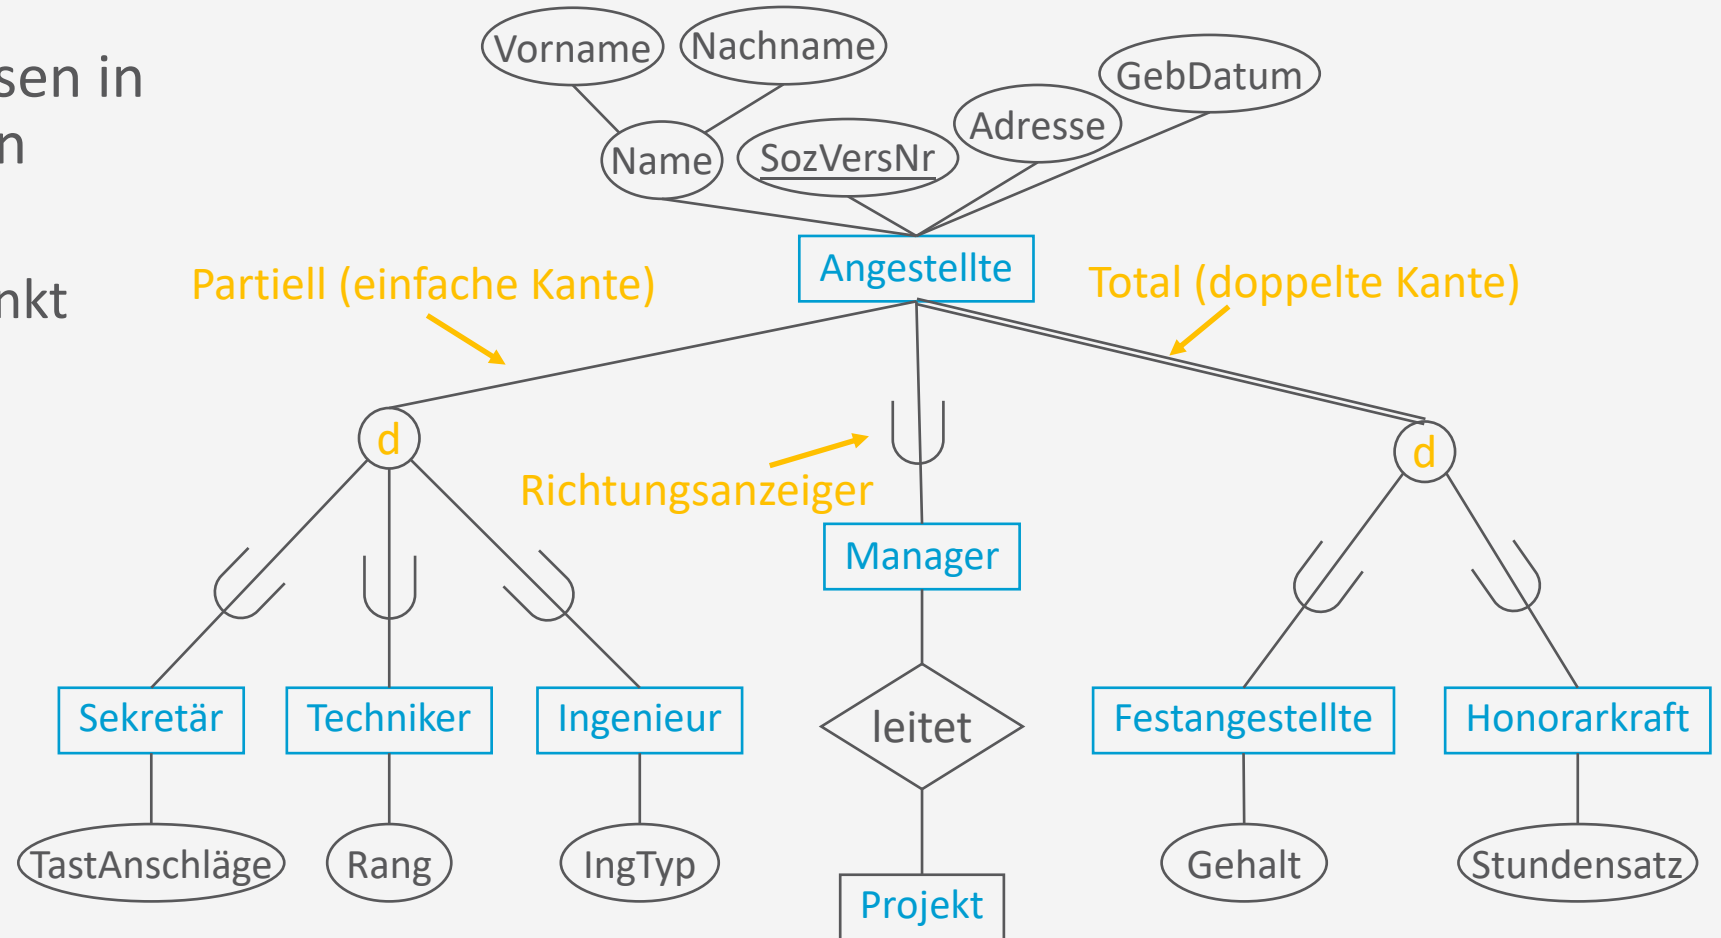 sen in
n
nkt
Vorname
Nachname
GebDatum
Name
SozVersNr
Adresse
Angestellte
Partiell (einfache Kante)
Total (doppelte Kante)
d
d
Richtungsanzeiger
Manager
Sekretär
Techniker
Ingenieur
leitet
Festangestellte
Honorarkraft
TastAnschläge
Rang
IngTyp
Projekt
Gehalt
Stundensatz